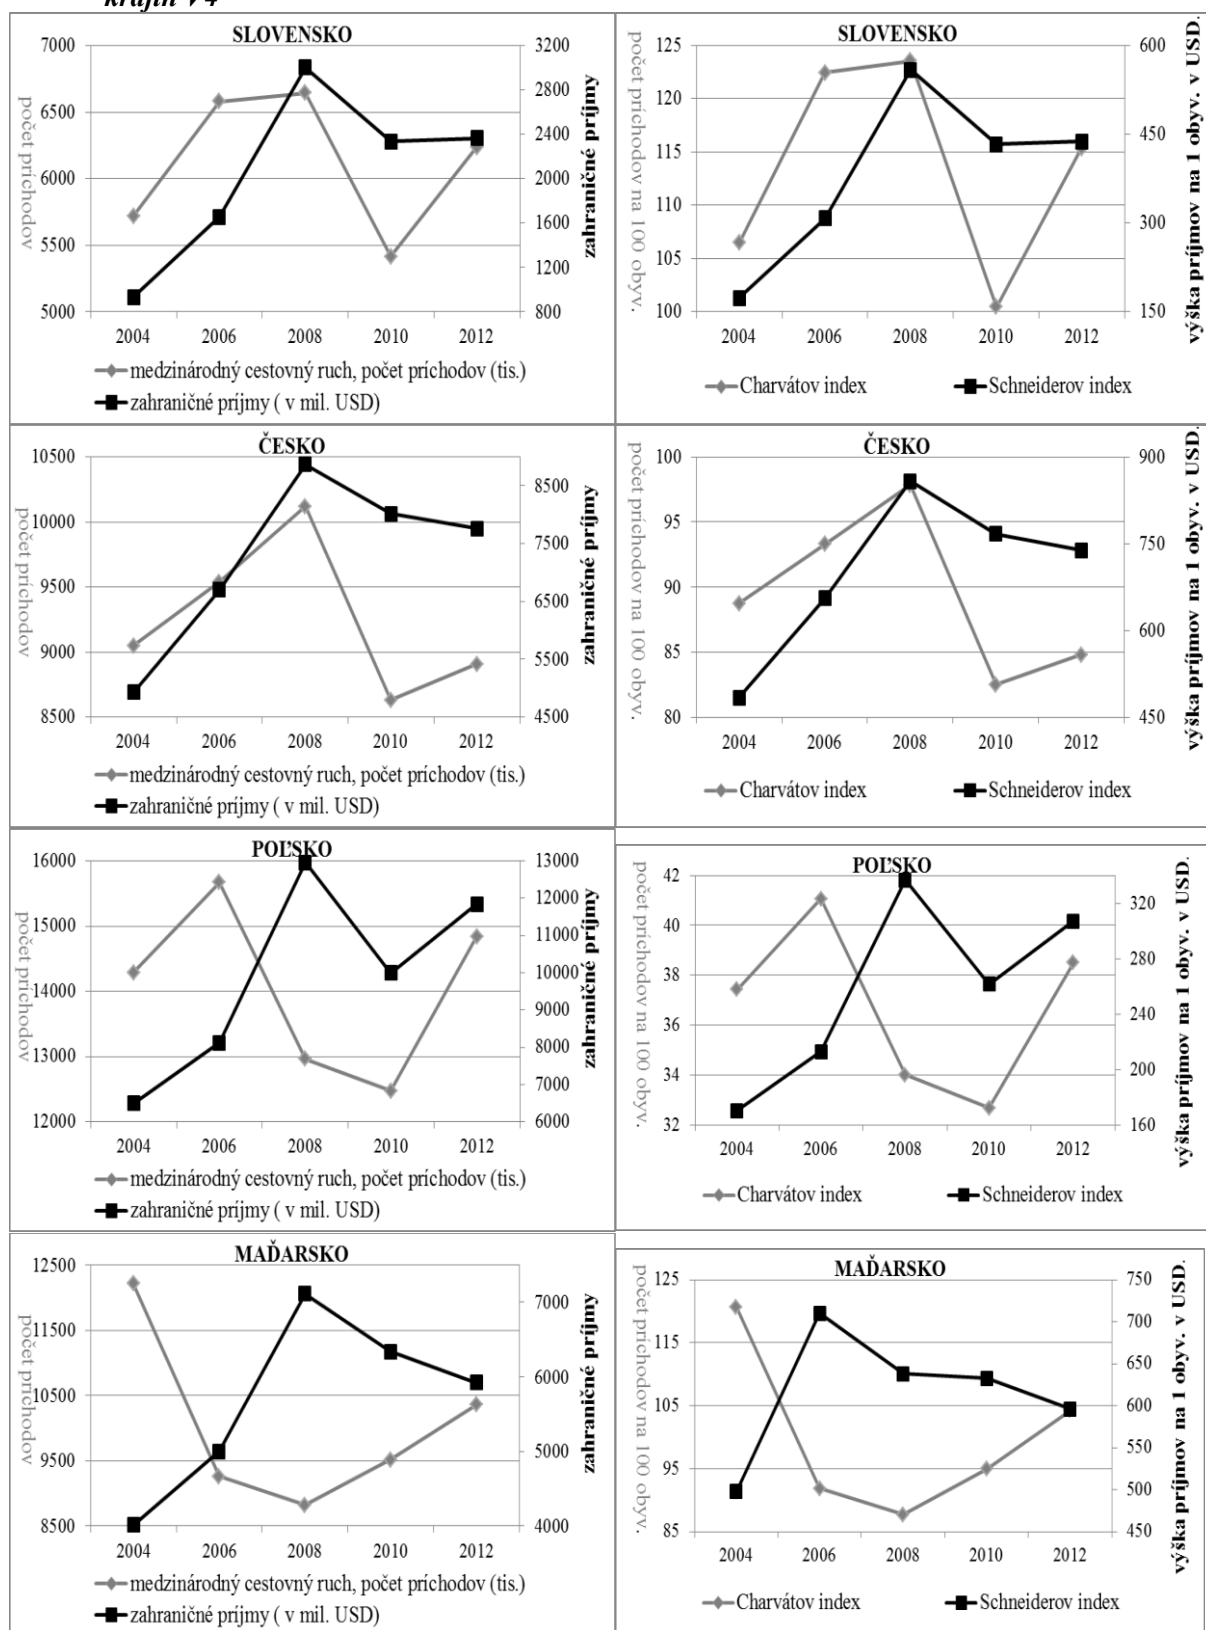 krajín V4
SLOVENSKO
počet príchodov
7000
6500
6000
5500
5000
3200
2800
2400
2000
1600
1200
800
zahraničné príjmy
2004 2006 2008 2010 2012
medzinárodný cestovný ruch, počet príchodov (tis.)
zahraničné príjmy ( v mil. USD)
SLOVENSKO
počet príchodov na 100 obyv.
125
120
115
110
105
100
600
450
300
150
výška príjmov na 1 obyv. v USD.
2004 2006 2008 2010 2012
Charvátov index Schneiderov index
ČESKO
počet príchodov
10500
10000
9500
9000
8500
8500
7500
6500
5500
4500
zahraničné príjmy
2004 2006 2008 2010 2012
medzinárodný cestovný ruch, počet príchodov (tis.)
zahraničné príjmy ( v mil. USD)
ČESKO
počet príchodov na 100 obyv.
100
95
90
85
80
900
750
600
450
výška príjmov na 1 obyv. v USD.
2004 2006 2008 2010 2012
Charvátov index Schneiderov index
POĽSKO
počet príchodov
16000
15000
14000
13000
12000
13000
12000
11000
10000
9000
8000
7000
6000
zahraničné príjmy
2004 2006 2008 2010 2012
medzinárodný cestovný ruch, počet príchodov (tis.)
zahraničné príjmy ( v mil. USD)
POĽSKO
počet príchodov na 100 obyv.
42
40
38
36
34
32
320
280
240
200
160
výška príjmov na 1 obyv. v USD.
2004 2006 2008 2010 2012
Charvátov index Schneiderov index
MAĎARSKO
počet príchodov
12500
11500
10500
9500
8500
7000
6000
5000
4000
zahraničné príjmy
2004 2006 2008 2010 2012
medzinárodný cestovný ruch, počet príchodov (tis.)
zahraničné príjmy ( v mil. USD)
MAĎARSKO
počet príchodov na 100 obyv.
125
115
105
95
85
750
700
650
600
550
500
450
výška príjmov na 1 obyv. v USD.
2004 2006 2008 2010 2012
Charvátov index Schneiderov index